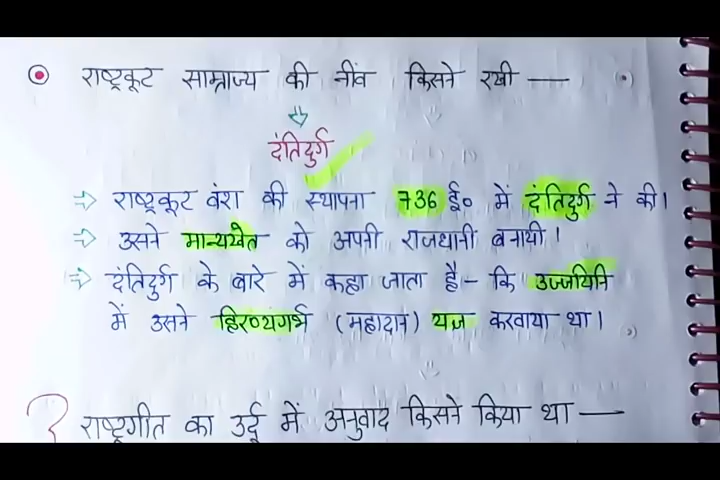 राष्ट्रकूट साम्राज्य की नींव किसने रखी —
दंतिदुर्ग
⇒ राष्ट्रकूट वंश की स्थापना 736 ई० में दंतिदुर्ग ने की।
⇒ उसने मान्यखेत को अपनी राजधानी बनायी।
⇒ दंतिदुर्ग के बारे में कहा जाता है – कि उज्जयिनि
में उसने हिरण्यगर्भ (महादान) यज्ञ करवाया था।
राष्ट्रगीत का उर्दू में अनुवाद किसने किया था —